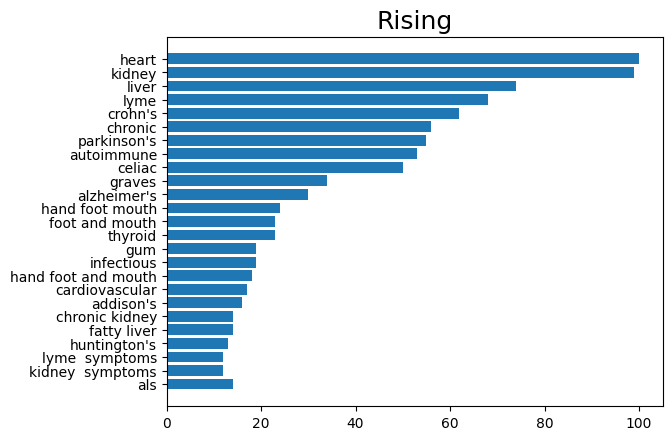 Rising
heart
kidney
liver
lyme
crohn's
chronic
parkinson's
autoimmune
celiac
graves
alzheimer's
hand foot mouth
foot and mouth
thyroid
gum
infectious
hand foot and mouth
cardiovascular
addison's
chronic kidney
fatty liver
huntington's
lyme  symptoms
kidney  symptoms
als
0 20 40 60 80 100